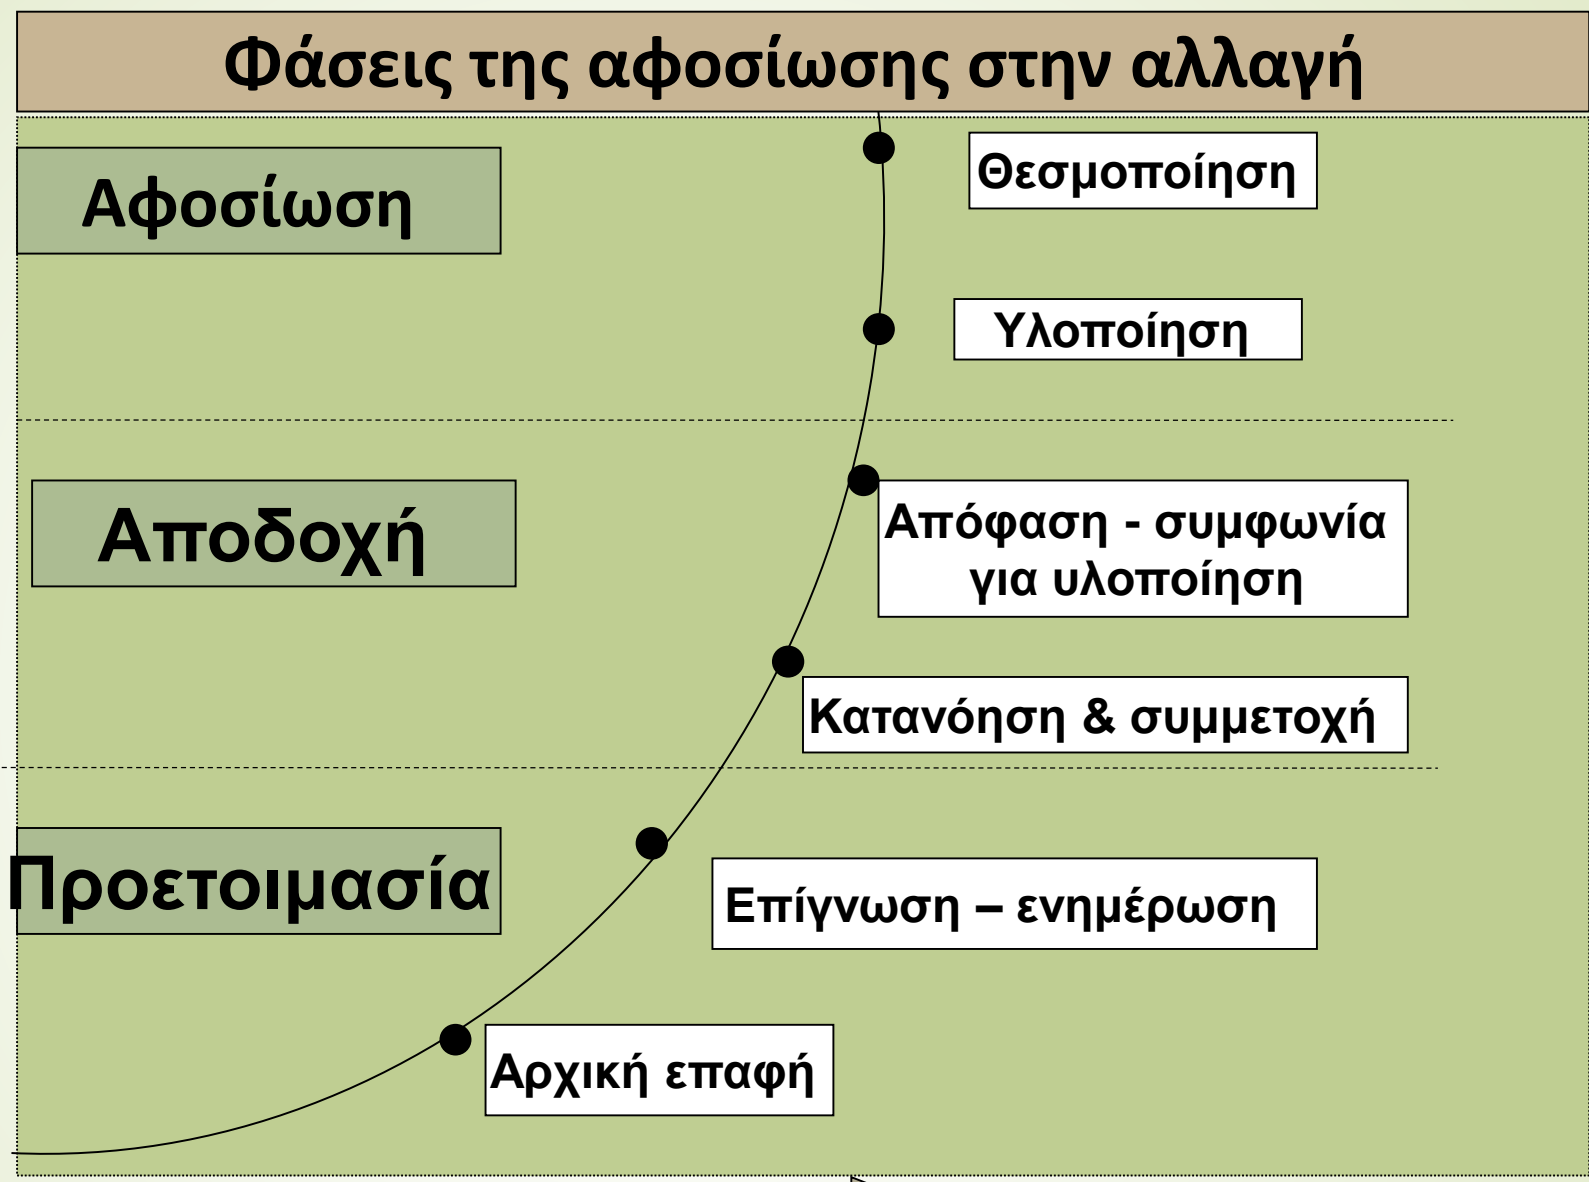 Φάσεις της αφοσίωσης στην αλλαγή
Αφοσίωση
Θεσμοποίηση
Υλοποίηση
Αποδοχή
Απόφαση - συμφωνία
για υλοποίηση
Κατανόηση & συμμετοχή
Προετοιμασία
Επίγνωση – ενημέρωση
Αρχική επαφή